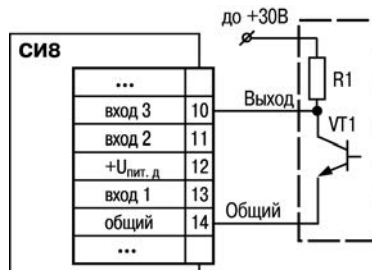 до +30В
СИ8
...
вход 3 10 Выход
R1
вход 2 11
VT1
+Uпит. д 12
вход 1 13
общий 14 Общий
...